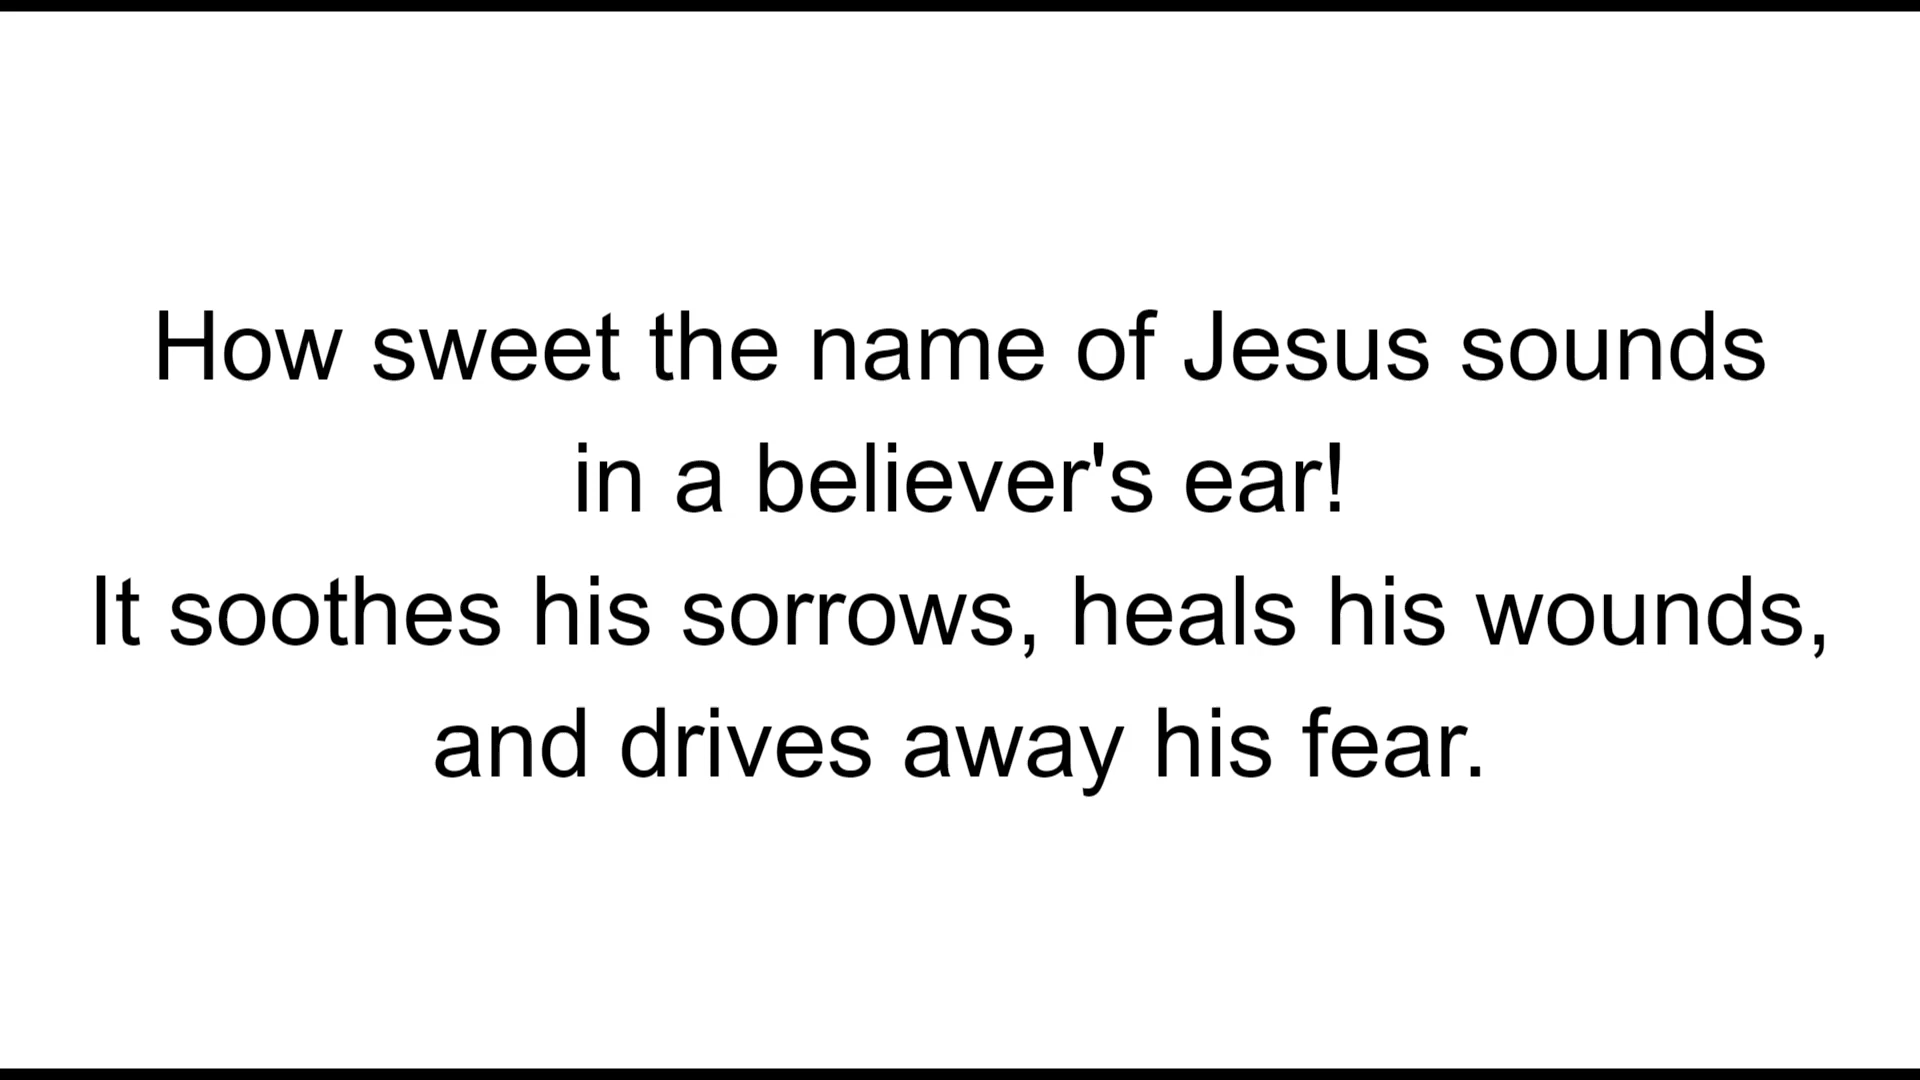 How sweet the name of Jesus sounds
in a believer's ear!
It soothes his sorrows, heals his wounds,
and drives away his fear.